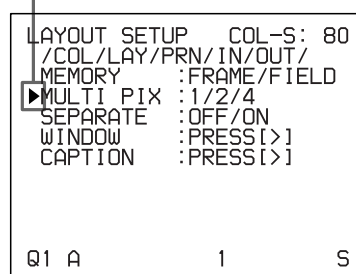 LAYOUT SETUP COL-S: 80
/COL/LAY/PRN/IN/OUT/
MEMORY :FRAME/FIELD
▶MULTI PIX :1/2/4
SEPARATE :OFF/ON
WINDOW :PRESS[>]
CAPTION :PRESS[>]
Q1 A 1 S